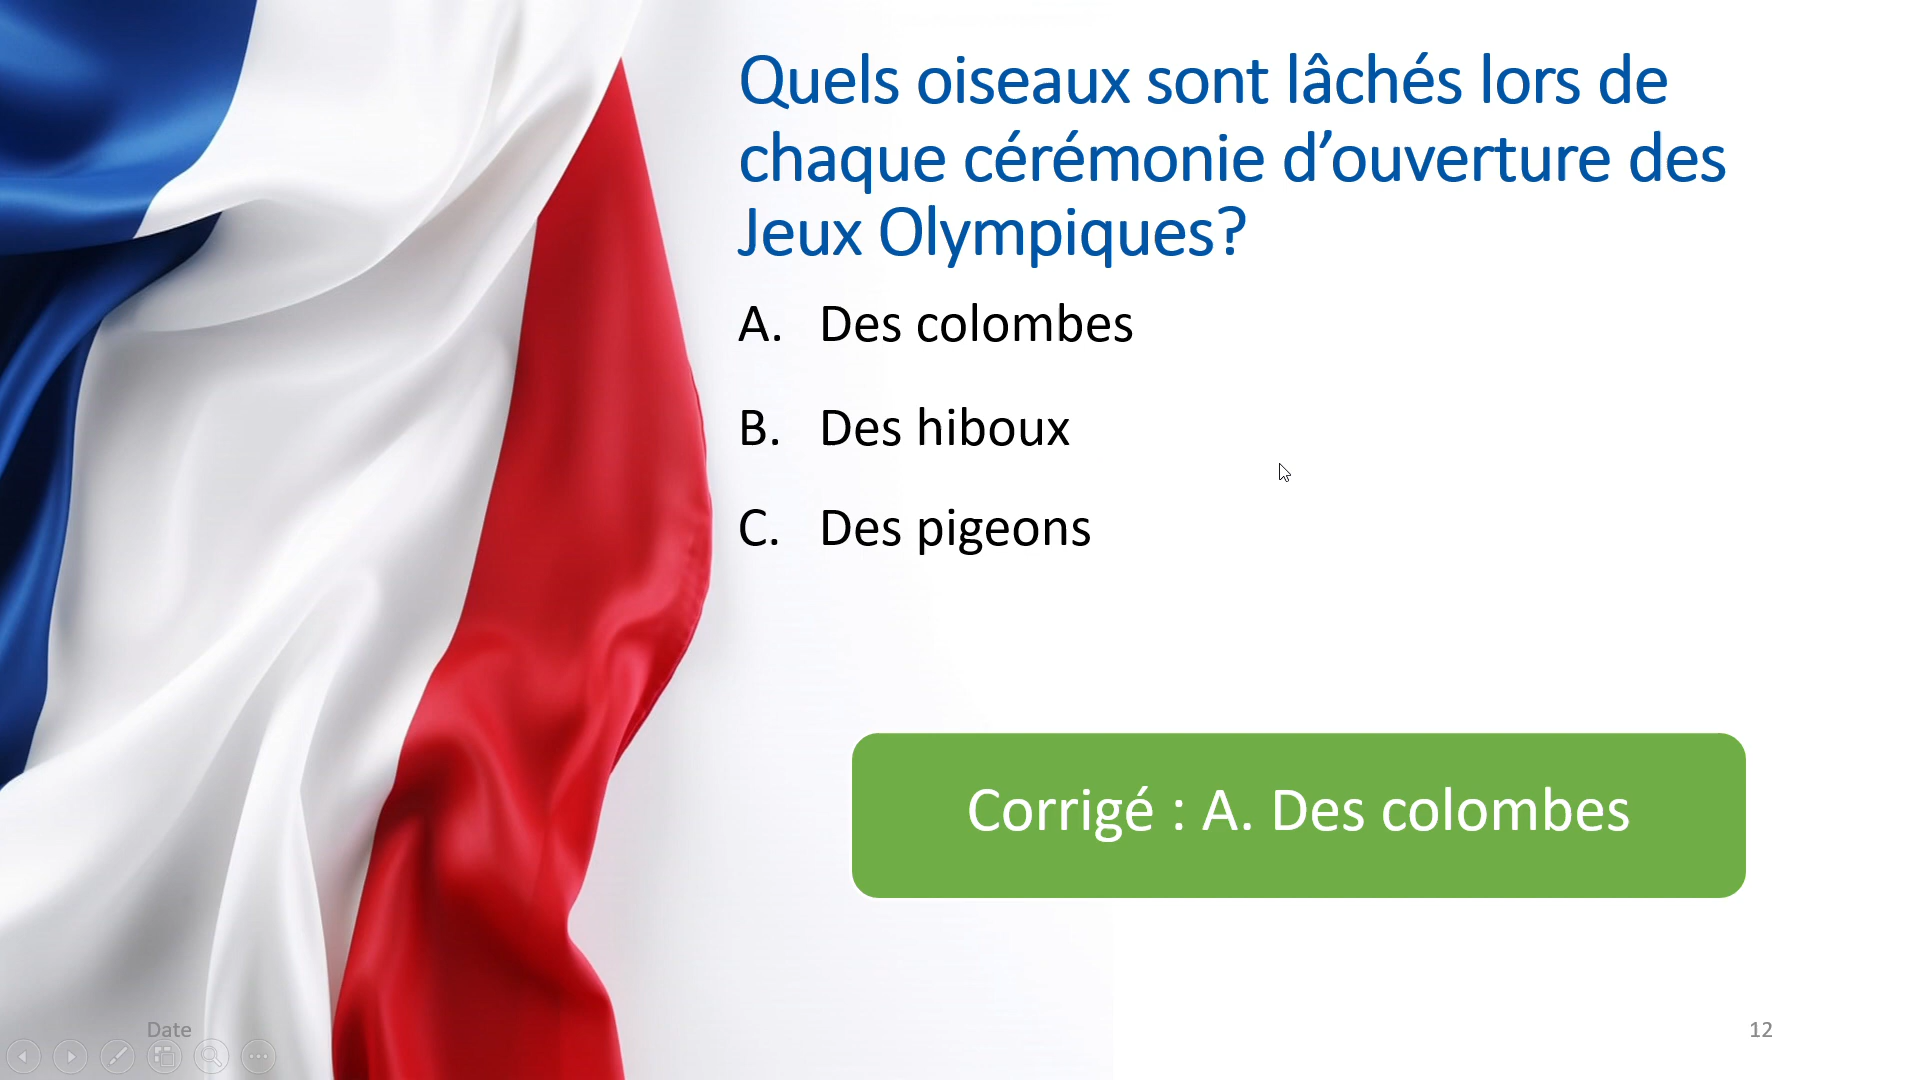 Quels oiseaux sont lâchés lors de
chaque cérémonie d’ouverture des
Jeux Olympiques?
A. Des colombes
B. Des hiboux
C. Des pigeons
Corrigé : A. Des colombes
Date
12